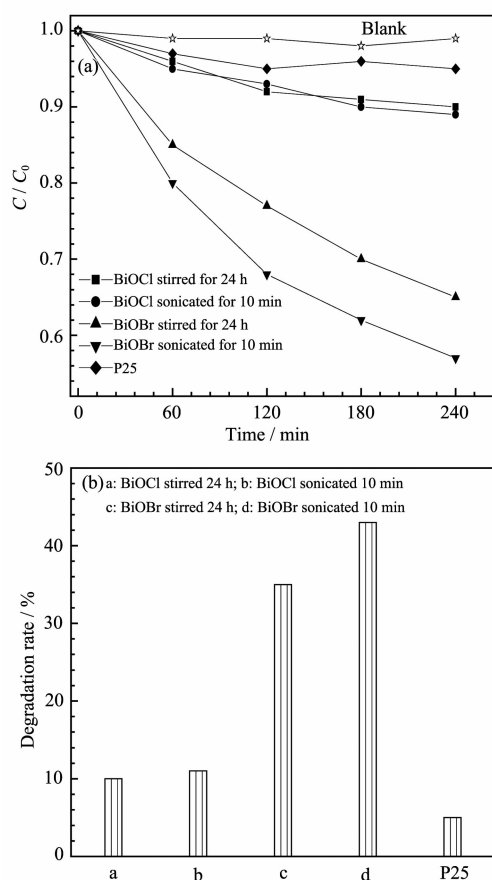 Blank
(a)
1.0
0.9
0.8
0.7
0.6
C / C0
BiOCl stirred for 24 h
BiOCl sonicated for 10 min
BiOBr stirred for 24 h
BiOBr sonicated for 10 min
P25
0 60 120 180 240
Time / min
(b) a: BiOCl stirred 24 h; b: BiOCl sonicated 10 min
c: BiOBr stirred 24 h; d: BiOBr sonicated 10 min
50
40
30
20
10
0
Degradation rate / %
a b c d P25